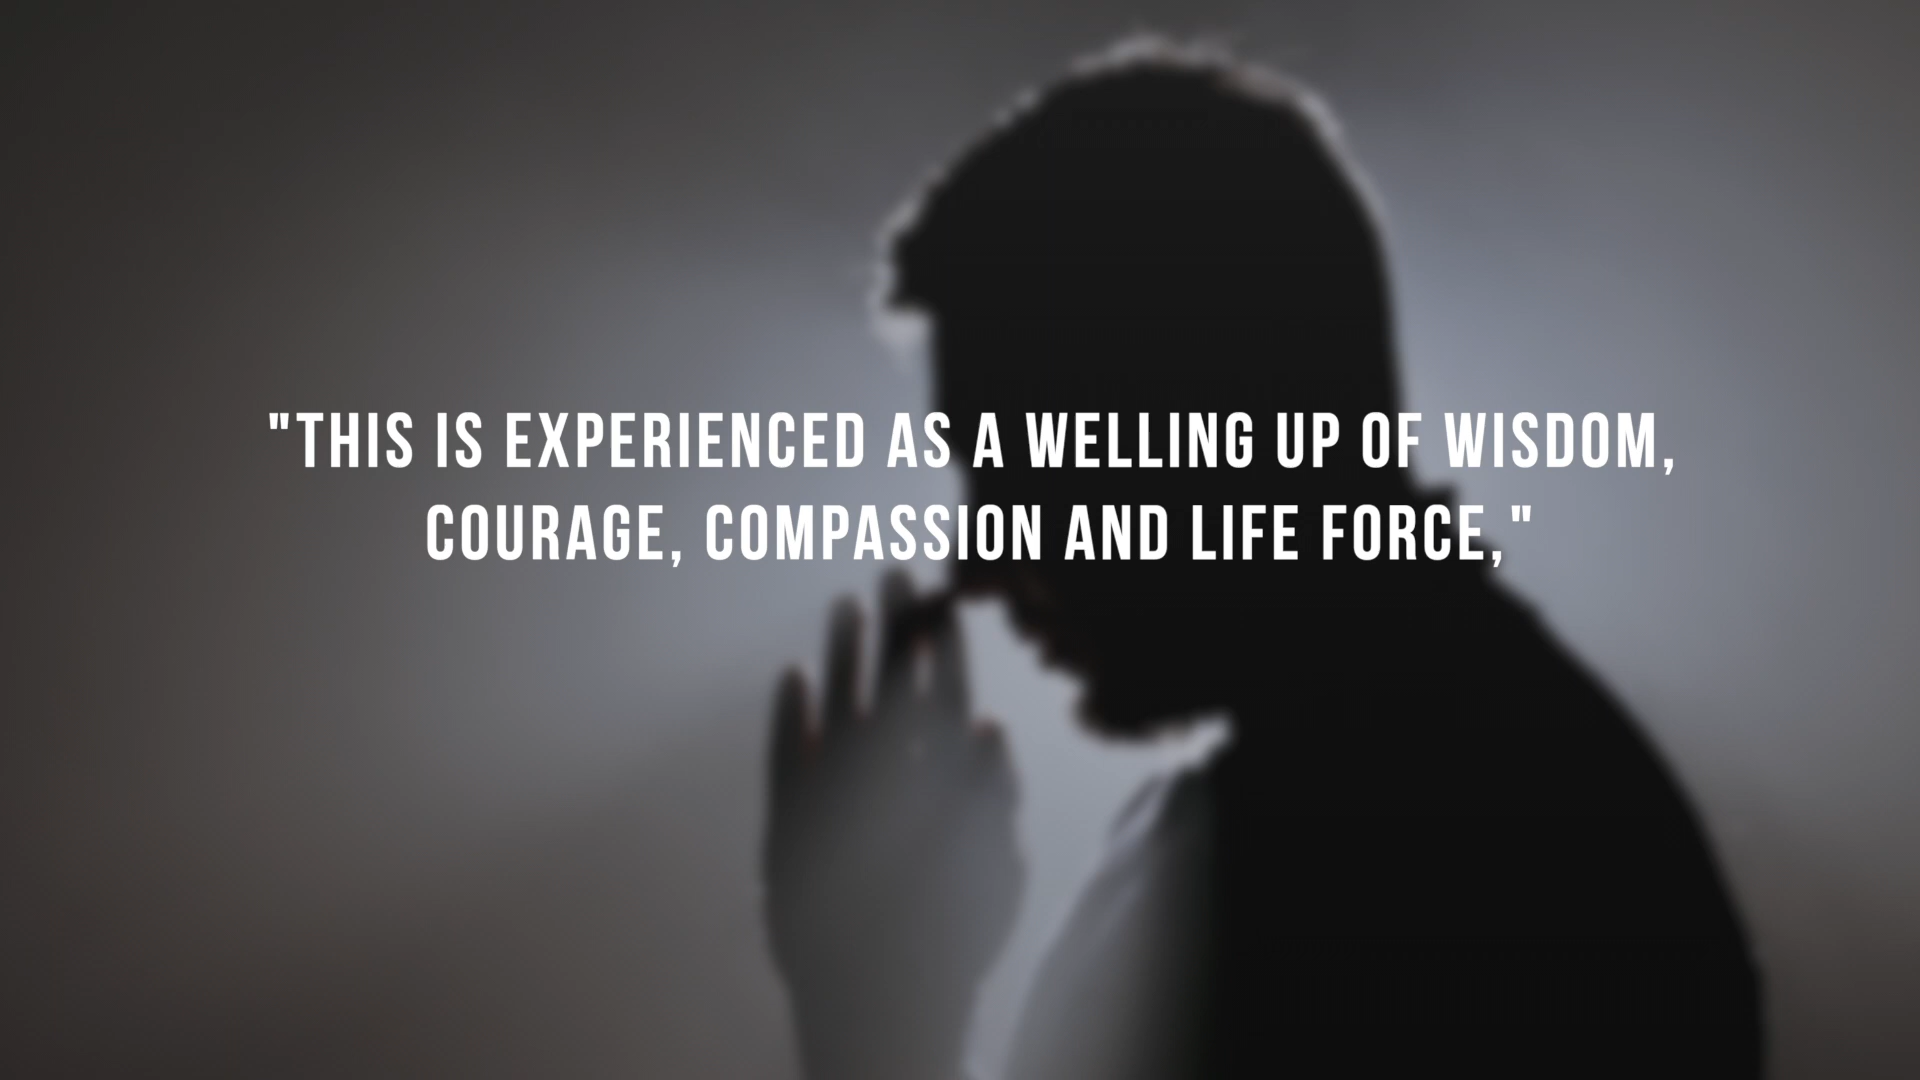 "THIS IS EXPERIENCED AS A WELLING UP OF WISDOM,
COURAGE, COMPASSION AND LIFE FORCE,"